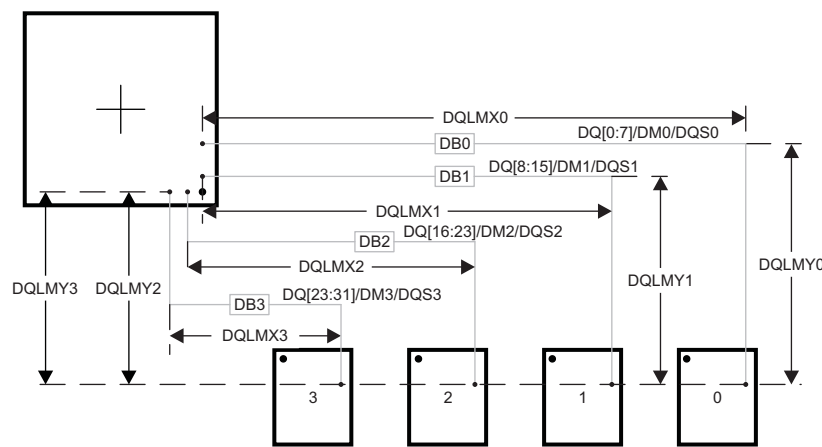 DQLMX0
DQ[0:7]/DM0/DQS0
DB0
DQ[8:15]/DM1/DQS1
DB1
DQLMX1
DQ[16:23]/DM2/DQS2
DB2
DQLMX2
DQLMY0
DQLMY1
DQLMY3
DQLMY2
DQ[23:31]/DM3/DQS3
DB3
DQLMX3
3
2
1
0